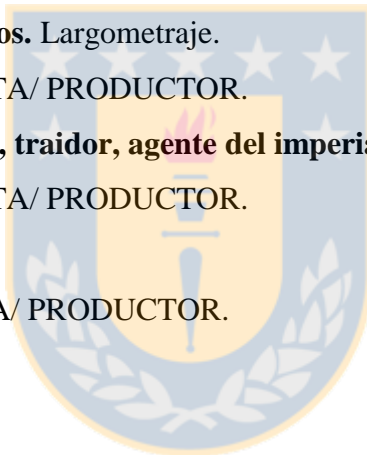 os. Largometraje.
TA/ PRODUCTOR.
, traidor, agente del imperia
TA/ PRODUCTOR.
A/ PRODUCTOR.